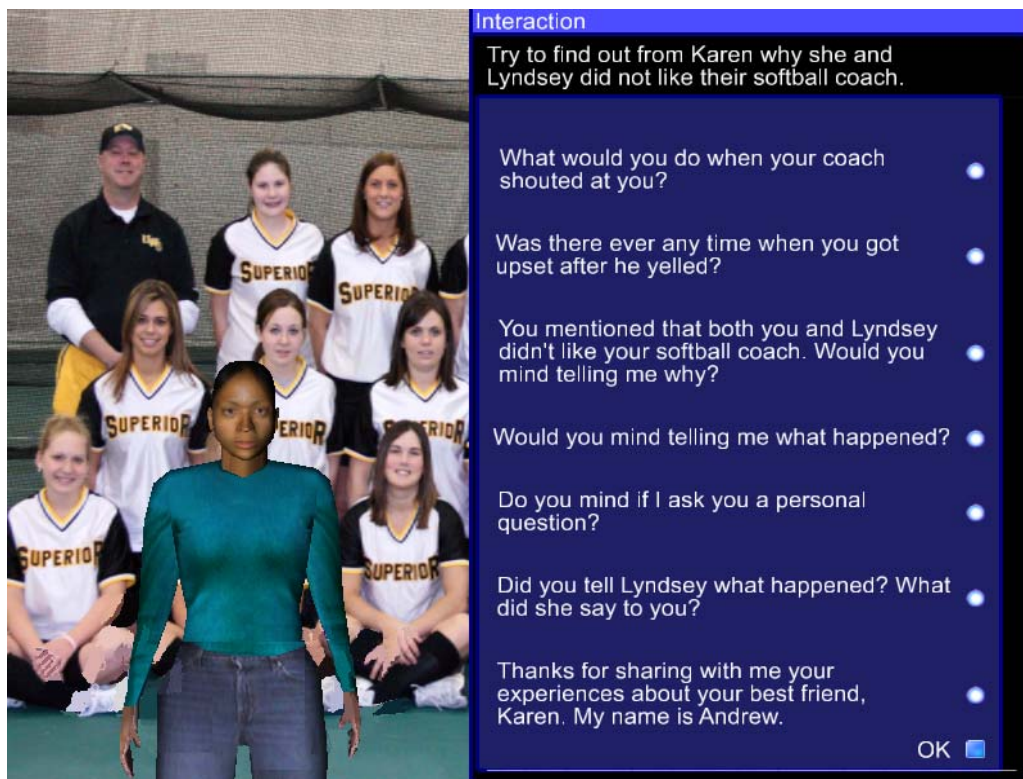 Interaction
Try to find out from Karen why she and
Lyndsey did not like their softball coach.
What would you do when your coach
shouted at you?
Was there ever any time when you got
upset after he yelled?
You mentioned that both you and Lyndsey
didn't like your softball coach. Would you
mind telling me why?
Would you mind telling me what happened?
Do you mind if I ask you a personal
question?
Did you tell Lyndsey what happened? What
did she say to you?
Thanks for sharing with me your
experiences about your best friend,
Karen. My name is Andrew.
OK
SUPERIOR
SUPERIOR
SUPERIOR
SUPERIOR
SUPERIOR
SUPERIOR